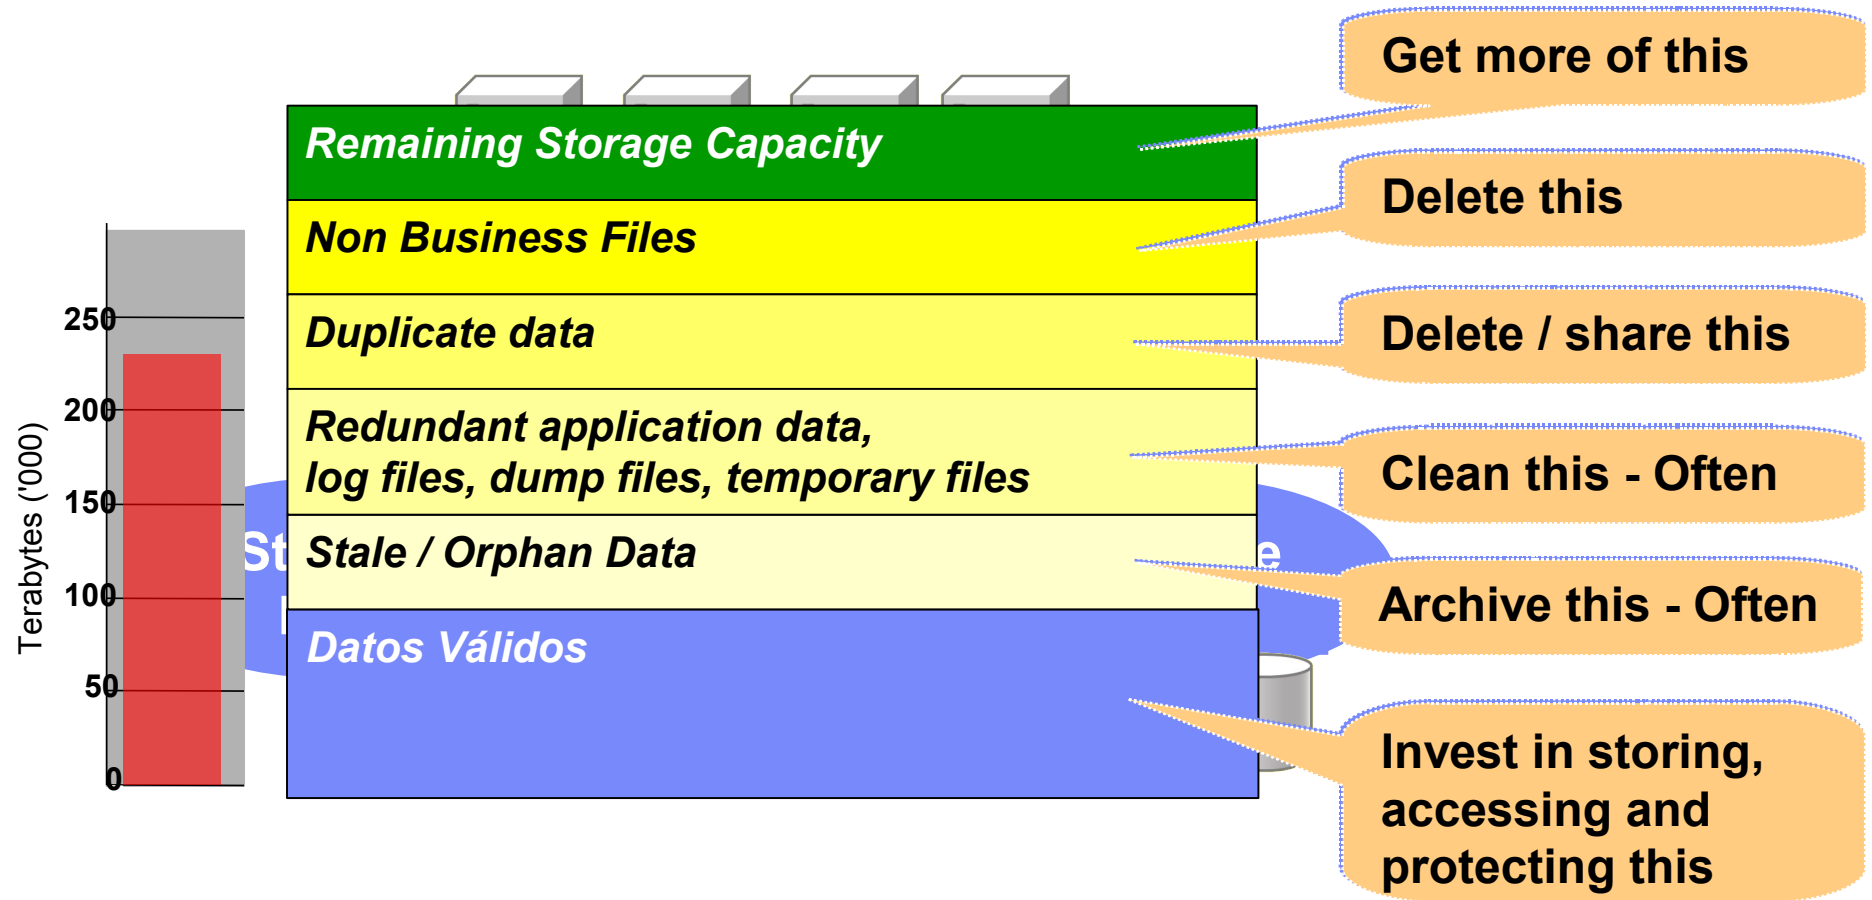 Get more of this
Remaining Storage Capacity
Delete this
Non Business Files
250
Duplicate data
Delete / share this
200
Redundant application data,
log files, dump files, temporary files
Clean this - Often
Terabytes ('000)
150
Stale / Orphan Data
100
Archive this - Often
Datos Válidos
50
0
Invest in storing,
accessing and
protecting this